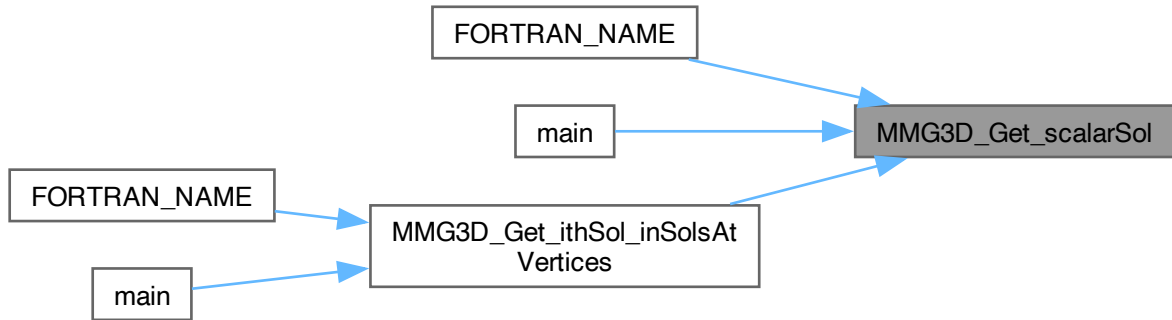 FORTRAN_NAME
main
MMG3D_Get_scalarSol
FORTRAN_NAME
MMG3D_Get_ithSol_inSolsAt
Vertices
main